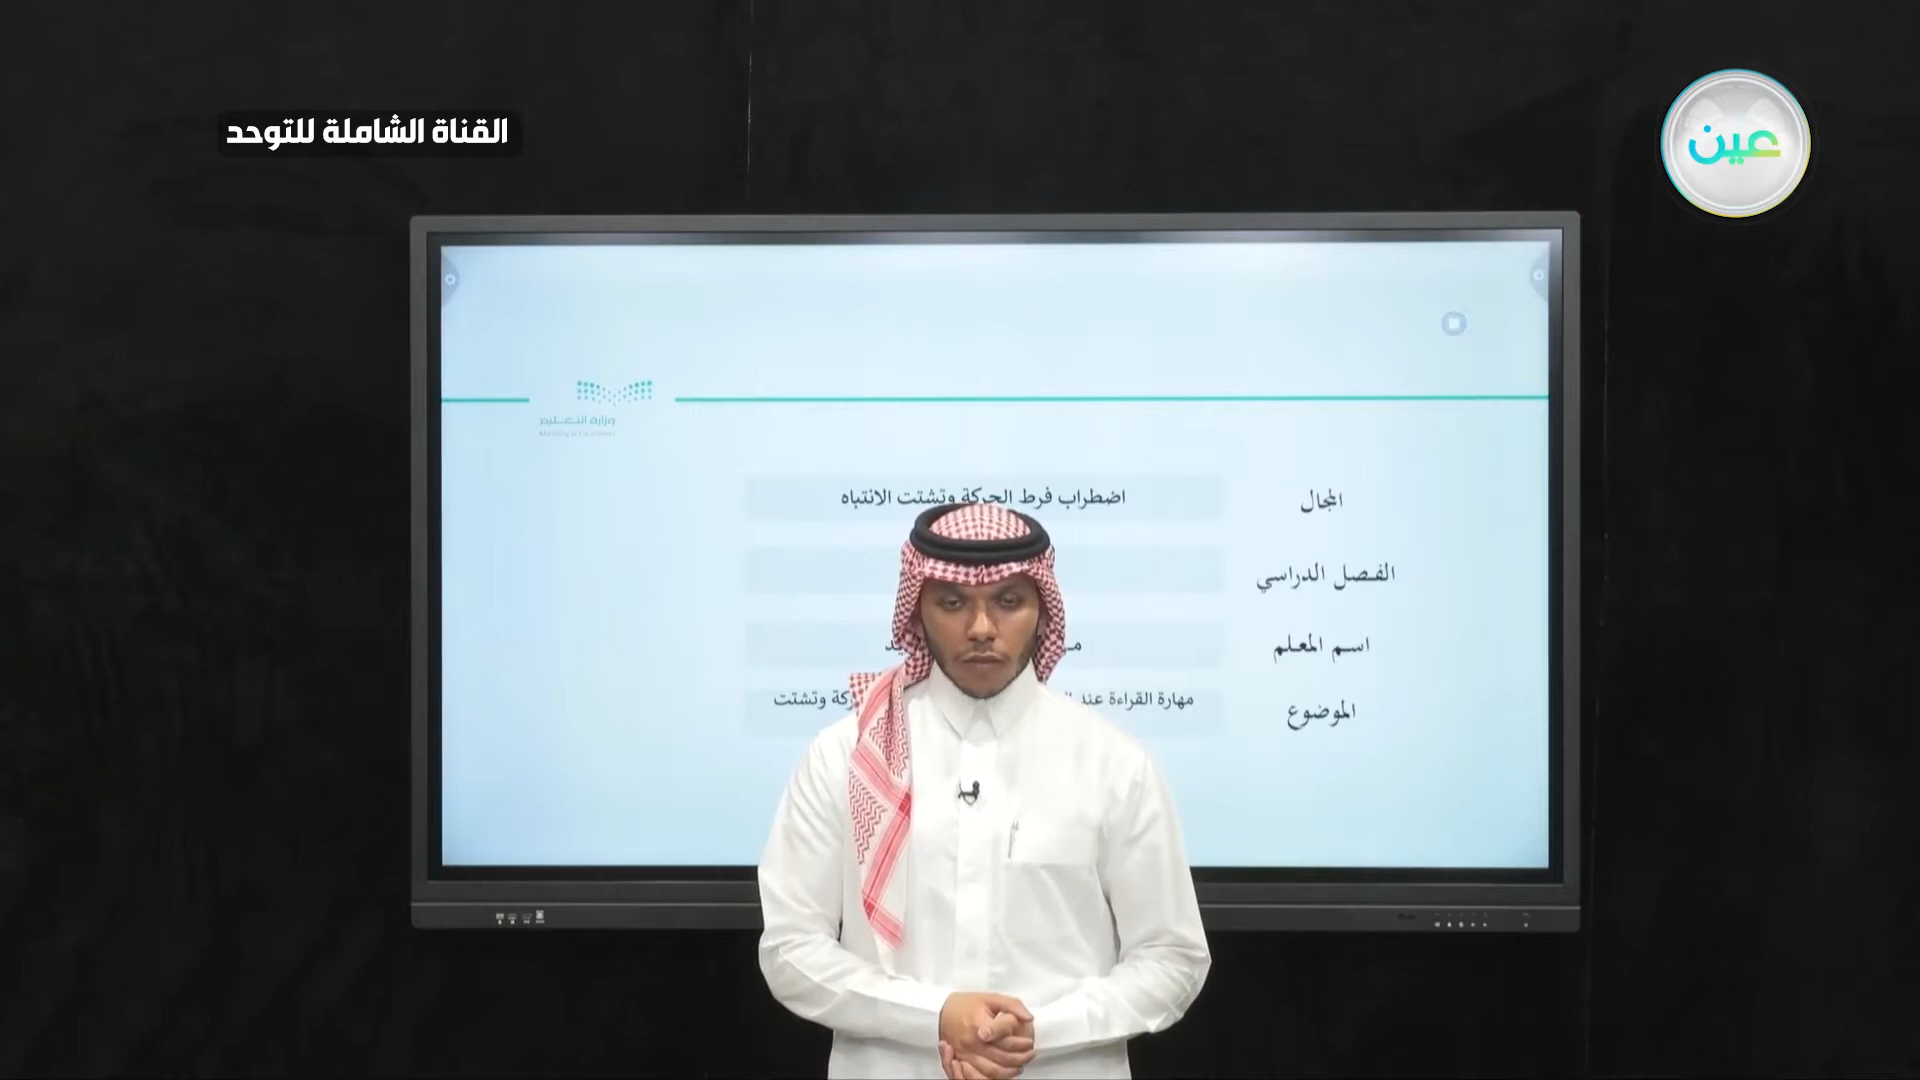 القناة الشاملة للتوحد
عين
وزارة التعليم
المجال
اضطراب فرط الحركة وتشتت الانتباه
الفصل الدراسي
اسم المعلم
الموضوع
مهارة القراءة عند
وتشتت